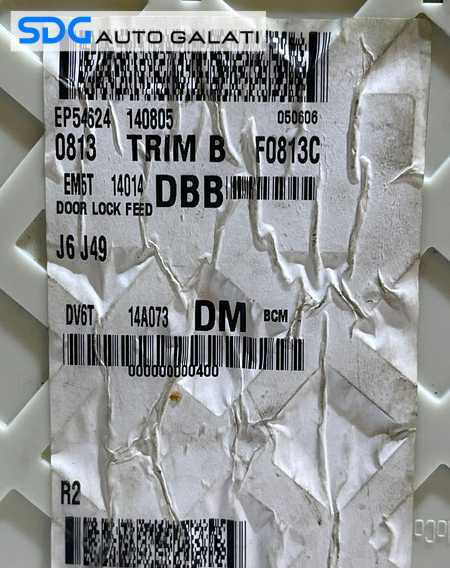 SDG AUTO GALATI
EP54624 140805 050606
0813 TRIM B F0813C
EM5T 14014 DBB
DOOR LOCK FEED
J6 J49
DV6T 14A073 DM BCM
000000000400
R2